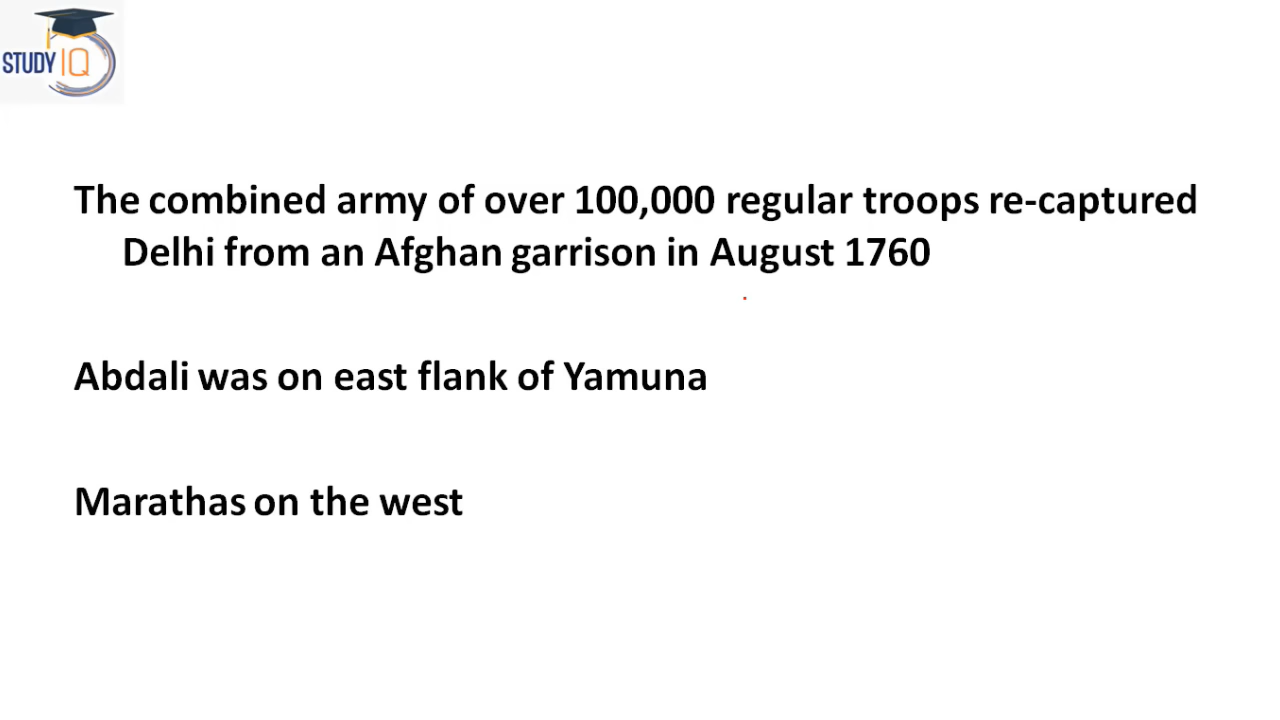 STUDY IQ
The combined army of over 100,000 regular troops re-captured
Delhi from an Afghan garrison in August 1760
Abdali was on east flank of Yamuna
Marathas on the west